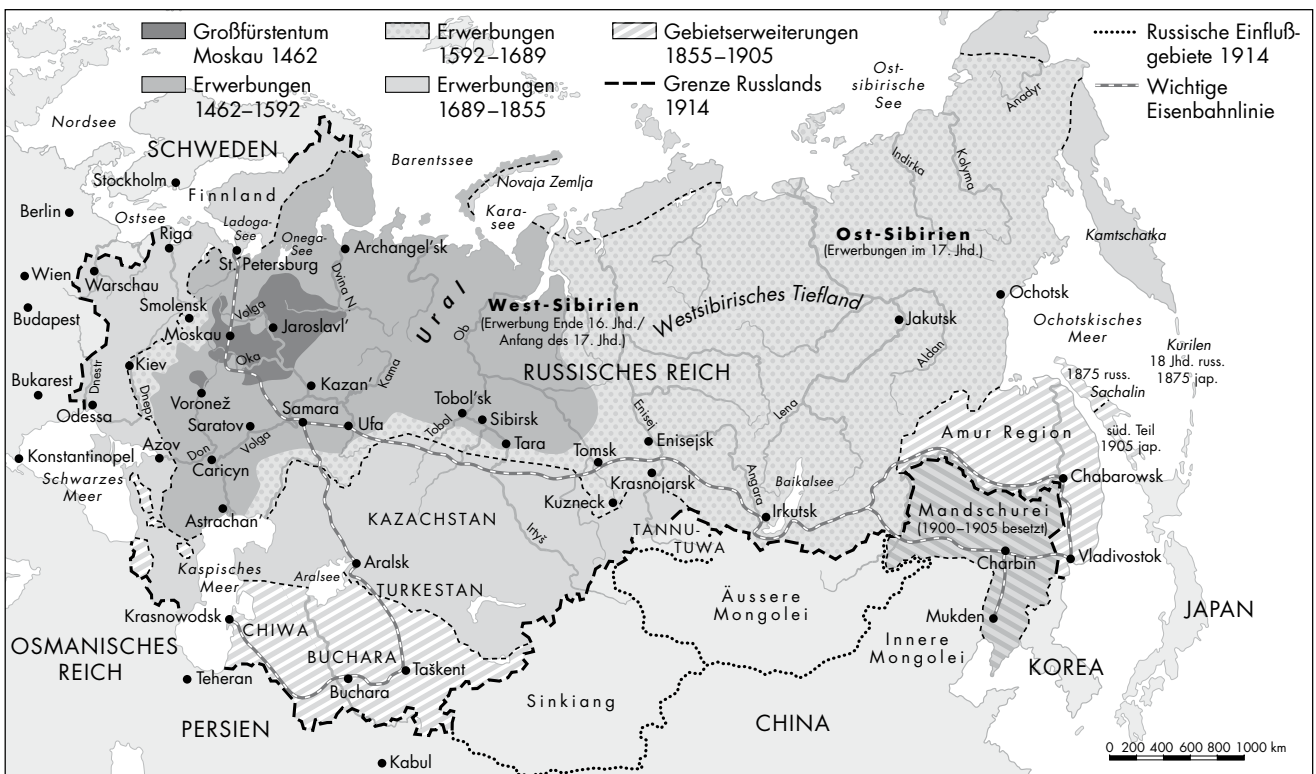 Großfürstentum
Moskau 1462
Erwerbungen
1462–1592
Erwerbungen
1592–1689
Erwerbungen
1689–1855
Gebietserweiterungen
1855–1905
Grenze Russlands
1914
Russische Einfluß-
gebiete 1914
Wichtige
Eisenbahnlinie
Nordsee
SCHWEDEN
Stockholm
Finnland
Berlin
Ostsee
Ladoga-
See
Onega-
See
Barentssee
Novaja Zemlja
Kara-
see
Ost-
sibirische
See
Anadyr
Indirka
Kolyma
Kamtschatka
Riga
St. Petersburg
Archangel'sk
Dvina N.
Wien
Warschau
Smolensk
Volga
Budapest
Moskau
Jaroslavl'
Ural
Ob
West-Sibirien
(Erwerbung Ende 16. Jhd./
Anfang des 17. Jhd.)
Westsibirisches Tiefland
Ost-Sibirien
(Erwerbungen im 17. Jhd.)
Ochotsk
Jakutsk
Ochotskisches
Meer
Aldan
Kurilen
18 Jhd. russ.
1875 jap.
1875 russ.
Sachalin
süd. Teil
1905 jap.
Kiev
Oka
Kama
RUSSISCHES REICH
Bukarest
Dnestr
Dnepr
Odessa
Voronež
Kazan'
Saratov
Samara
Ufa
Tobol'sk
Tobol
Sibirsk
Tara
Enisej
Lena
Enisejsk
Amur Region
Azov
Don
Volga
Caricyn
Konstantinopel
Schwarzes
Meer
Tomsk
Krasnojarsk
Kuzneck
Angara
Baikalsee
Irkutsk
Chabarowsk
Mandschurei
(1900–1905 besetzt)
Astrachan'
KAZACHSTAN
Irtyš
TANNU-
TUWA
Charbin
Vladivostok
Kaspisches
Meer
Aralsee
Aralsk
TURKESTAN
Äussere
Mongolei
Mukden
Innere
Mongolei
JAPAN
Krasnowodsk
CHIWA
OSMANISCHES
REICH
BUCHARA
Taškent
Buchara
KOREA
Teheran
PERSIEN
Sinkiang
CHINA
Kabul
0 200 400 600 800 1000 km